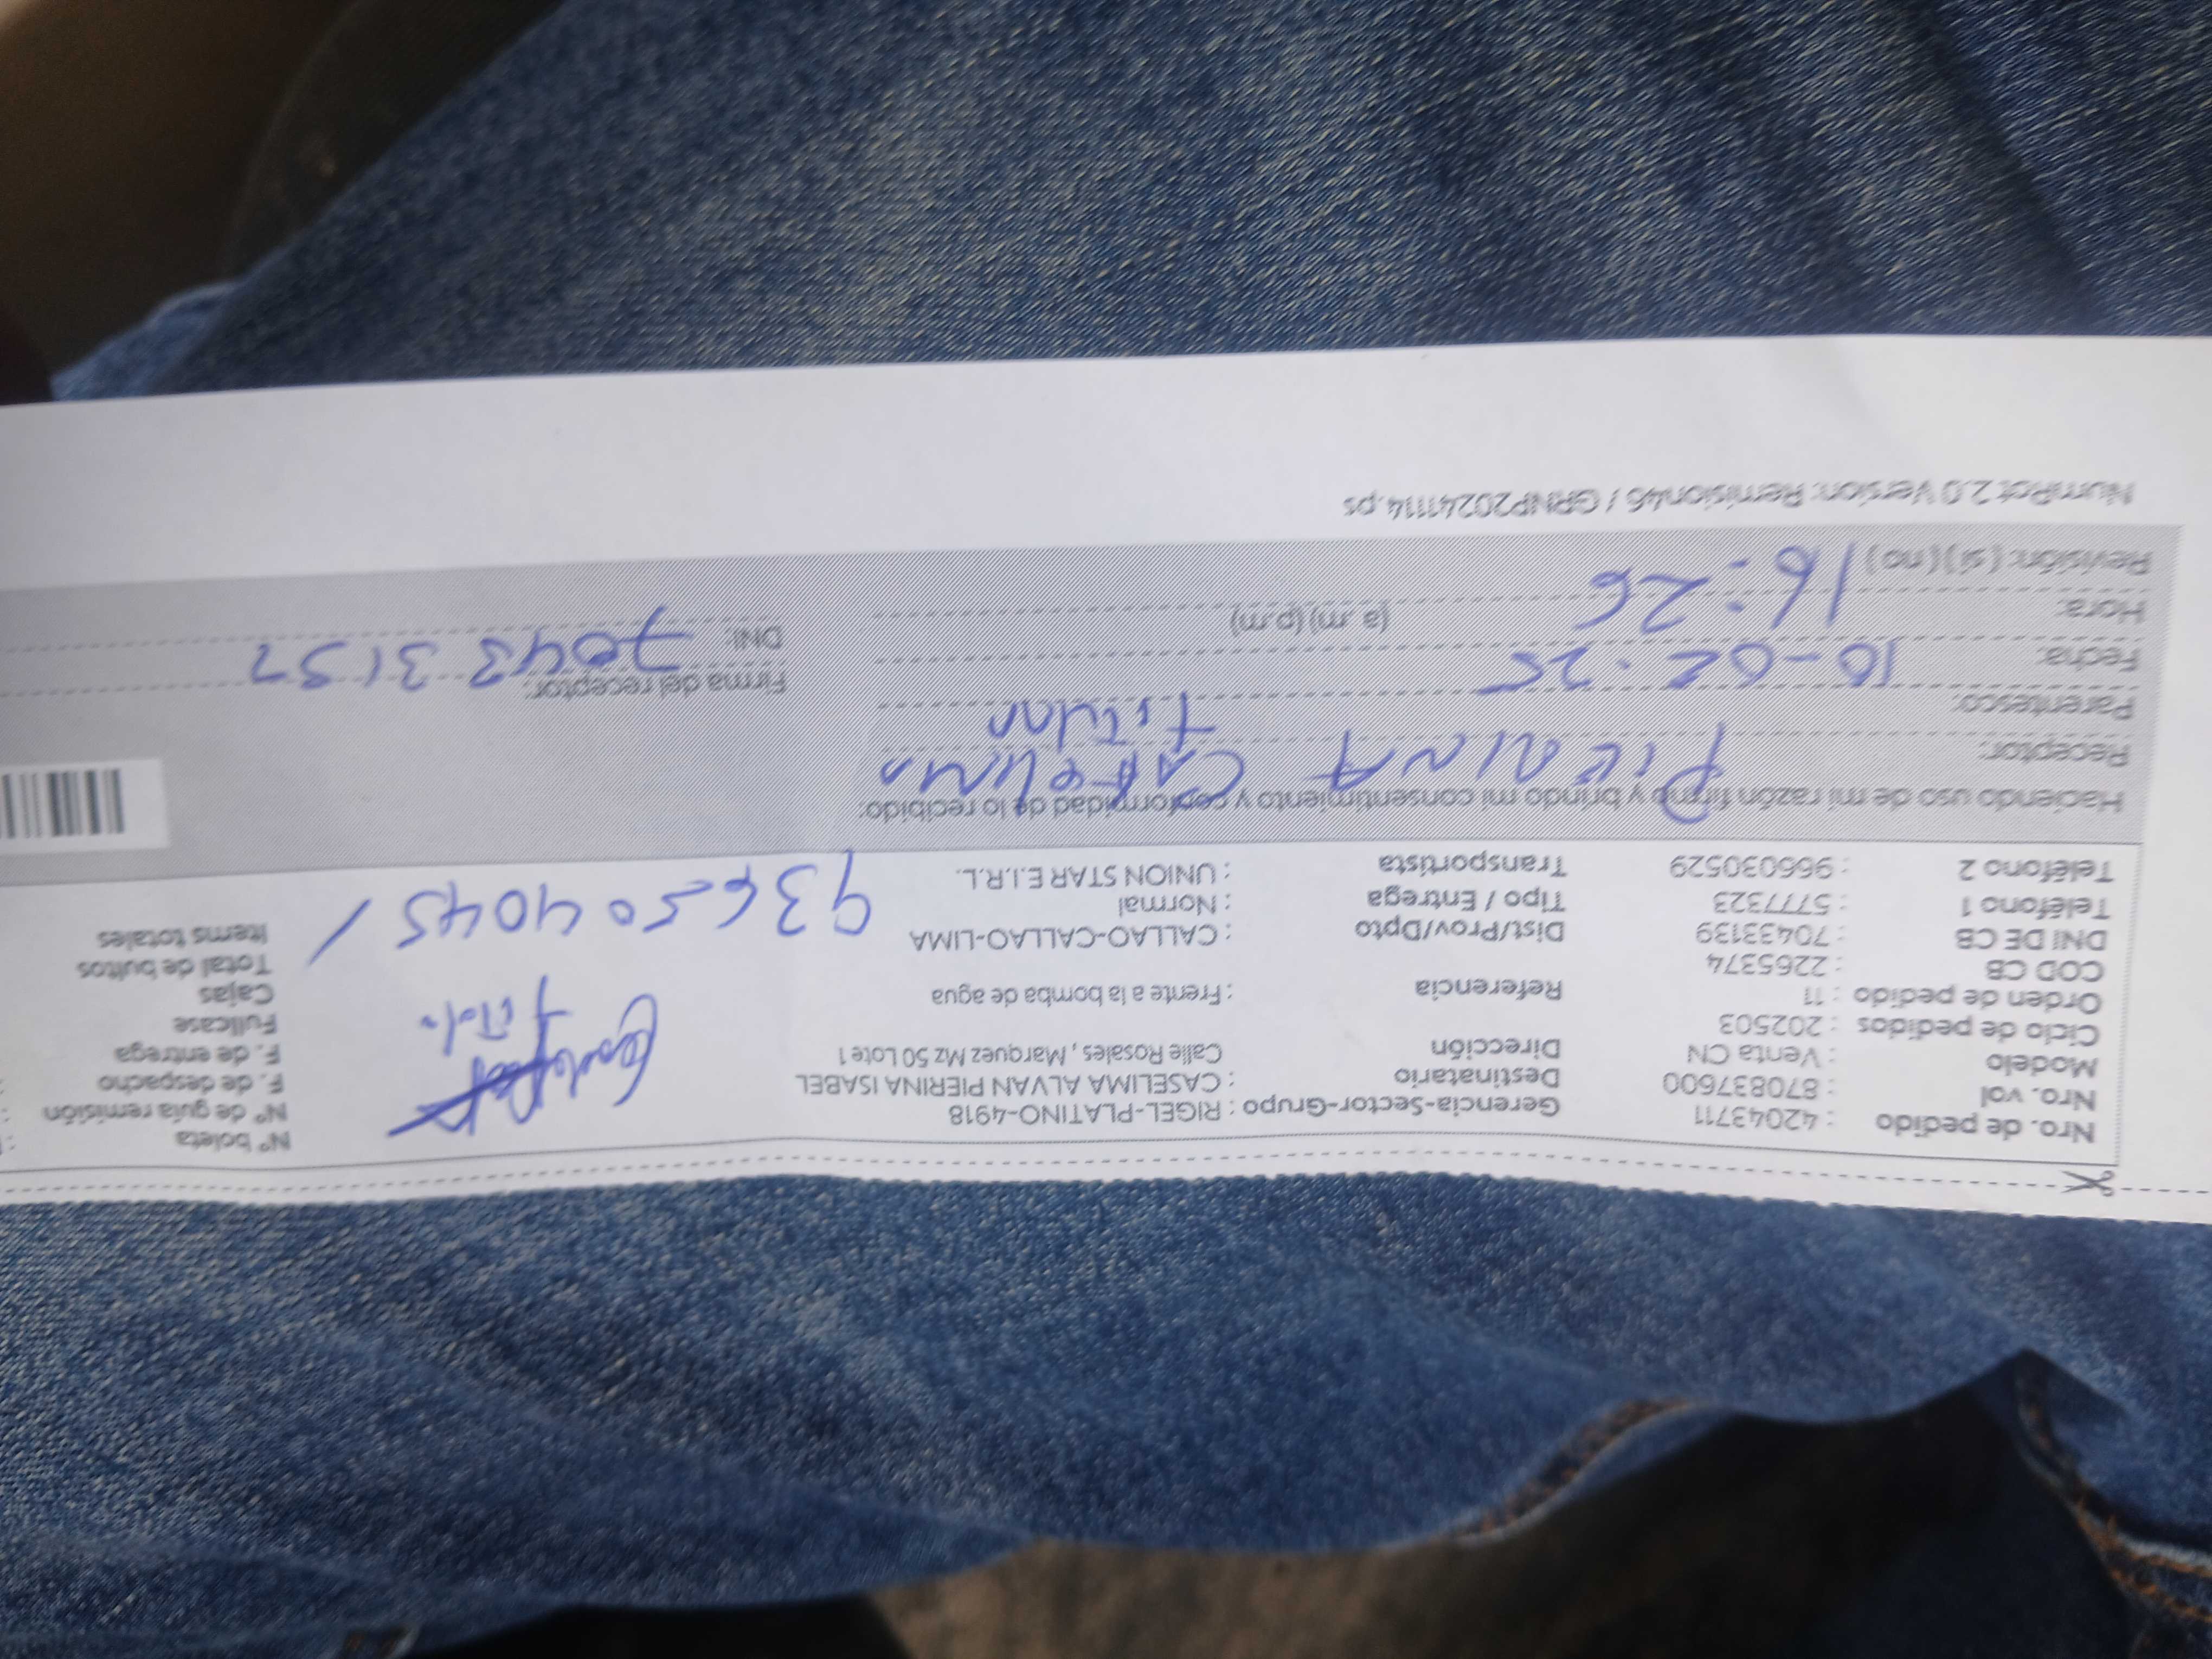 Nro. de pedido : 42043711
Nro. vol : 870837600
Modelo : Venta CN
Ciclo de pedidos : 202503
Orden de pedido : 11
COD CB : 2265374
DNI DE CB : 70433139
Teléfono 1 : 5777323
Teléfono 2 : 966030529
Gerencia-Sector-Grupo : RIGEL-PLATINO-4918
Destinatario : CASELIMA ALVAN PIERINA ISABEL
Dirección Calle Rosales , Marquez Mz 50 Lote 1
Referencia : Frente a la bomba de agua
Dist/Prov/Dpto : CALLAO-CALLAO-LIMA
Tipo / Entrega : Normal
Transportista : UNION STAR E.I.R.L.
936504045
N° boleta :
N° de guía remisión :
F. de despacho :
F. de entrega
Fullcase
Cajas
Total de bultos
Items totales
Haciendo uso de mi razón firmo y brindo mi consentimiento y conformidad de lo recibido:
Receptor: PIERINA
Parentesco: Titular
Fecha: 10-02-25
Hora: 16:26 (a.m) (p.m)
Revisión: (si) (no)
Firma del receptor:
DNI:
NumRot 2.0 Version: Remision46 / GRNP20241114.ps